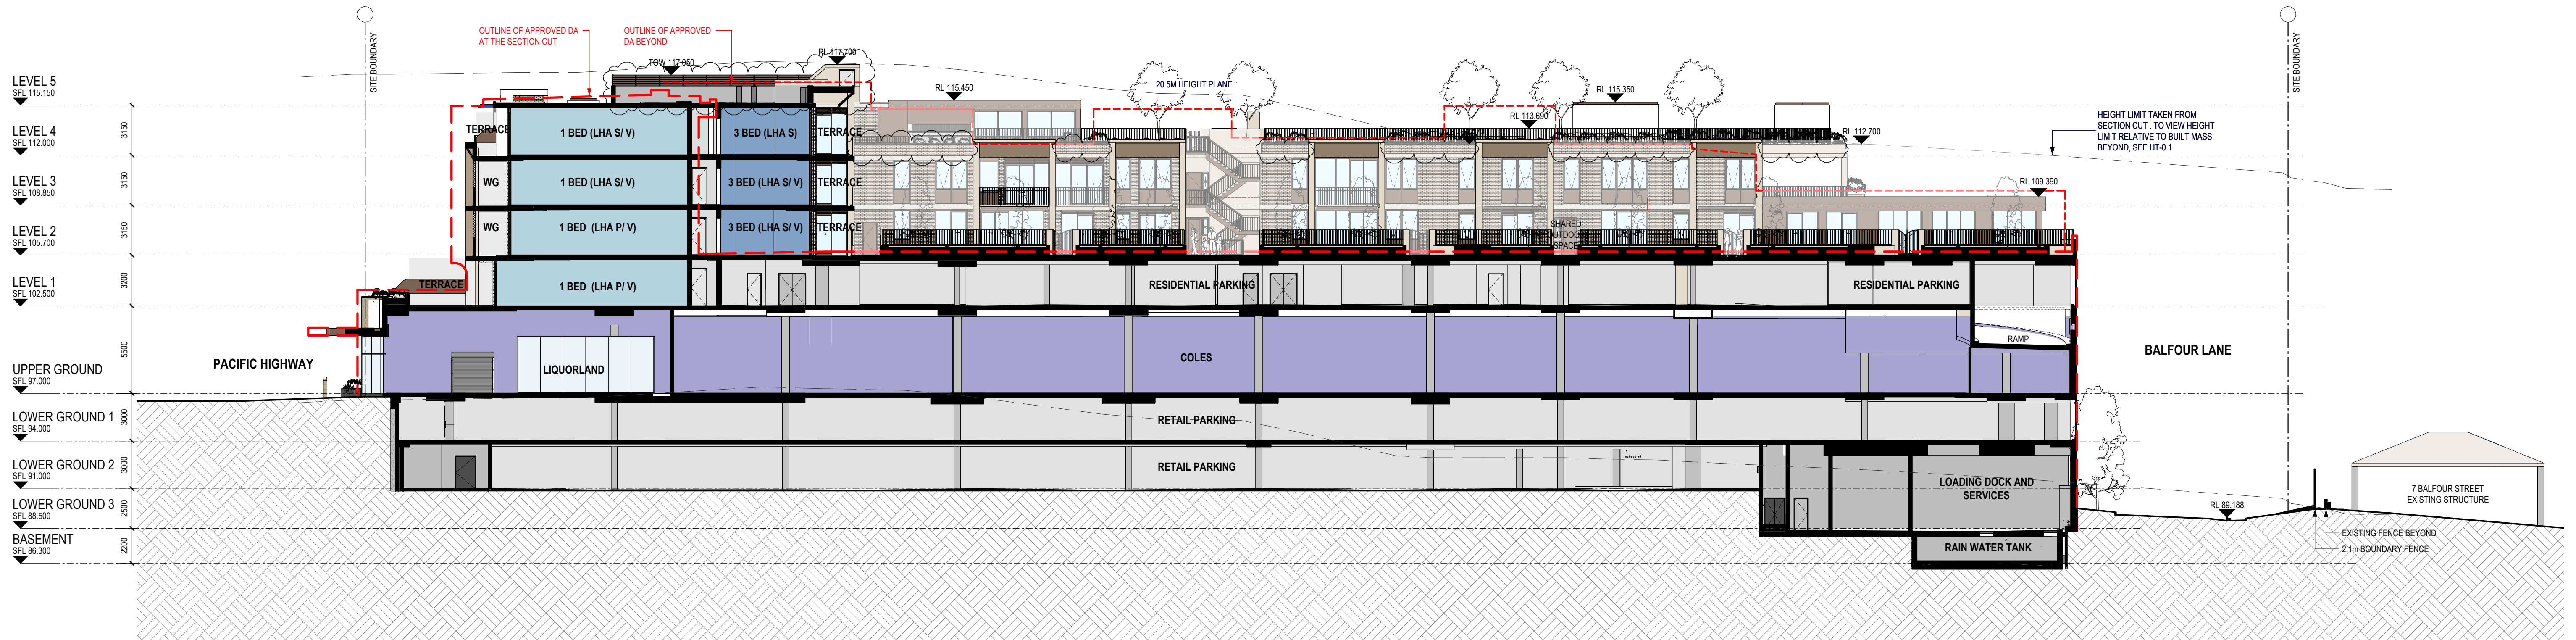 OUTLINE OF APPROVED DA
AT THE SECTION CUT
OUTLINE OF APPROVED
DA BEYOND
SITE BOUNDARY
SITE BOUNDARY
RL 117.700
TOW 117.050
LEVEL 5
SFL 115.150
RL 115.450
20.5M HEIGHT PLANE
RL 115.350
RL 113.690
RL 112.700
HEIGHT LIMIT TAKEN FROM
SECTION CUT . TO VIEW HEIGHT
LIMIT RELATIVE TO BUILT MASS
BEYOND, SEE HT-0.1
LEVEL 4
SFL 112.000
3150
TERRACE
1 BED (LHA S/ V)
3 BED (LHA S)
TERRACE
LEVEL 3
SFL 108.850
3150
WG
1 BED (LHA S/ V)
3 BED (LHA S/ V)
TERRACE
RL 109.390
LEVEL 2
SFL 105.700
3150
WG
1 BED (LHA P/ V)
3 BED (LHA S/ V)
TERRACE
SHARED
OUTDOOR
SPACE
LEVEL 1
SFL 102.500
3200
TERRACE
1 BED (LHA P/ V)
RESIDENTIAL PARKING
RESIDENTIAL PARKING
5500
PACIFIC HIGHWAY
LIQUORLAND
COLES
RAMP
BALFOUR LANE
UPPER GROUND
SFL 97.000
LOWER GROUND 1
SFL 94.000
3000
RETAIL PARKING
LOWER GROUND 2
SFL 91.000
3000
RETAIL PARKING
LOADING DOCK AND
SERVICES
7 BALFOUR STREET
EXISTING STRUCTURE
LOWER GROUND 3
SFL 88.500
2500
RL 89.188
EXISTING FENCE BEYOND
2.1m BOUNDARY FENCE
BASEMENT
SFL 86.300
2200
RAIN WATER TANK